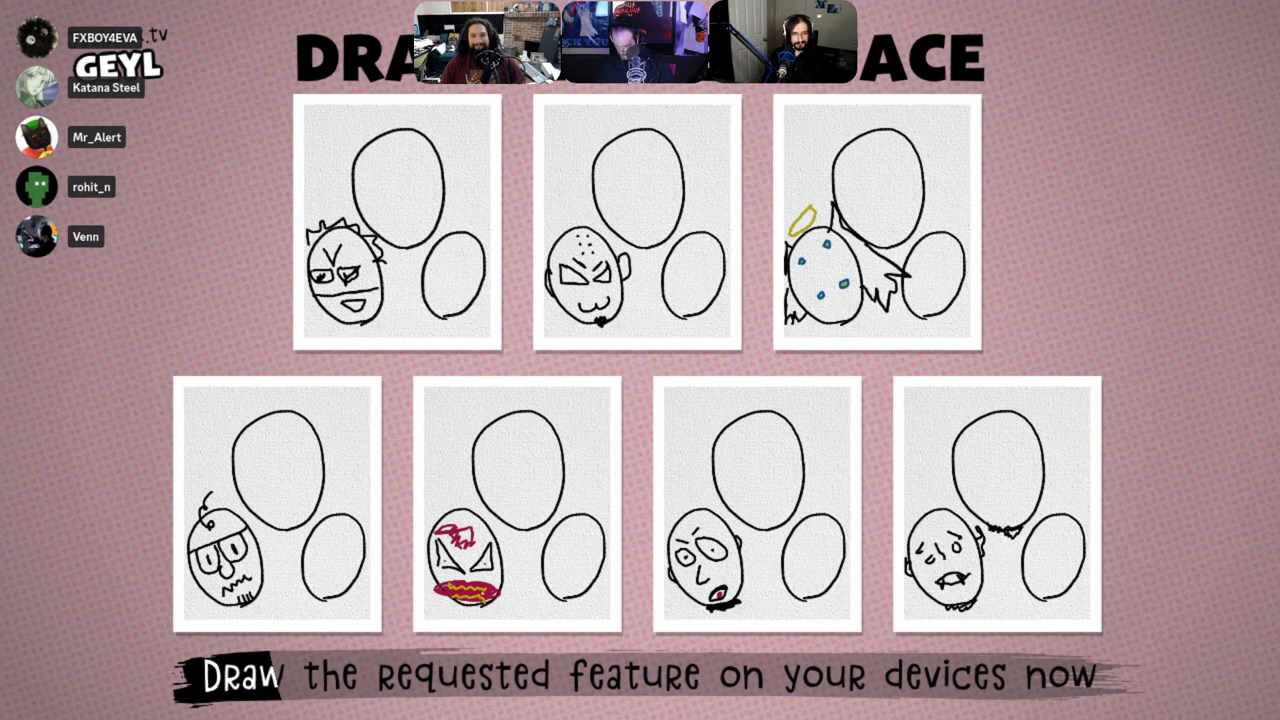 FXBOY4EVA
.tv
GEYL
Katana Steel
Mr_Alert
rohit_n
Venn
DRA ACE
Draw the requested feature on your devices now